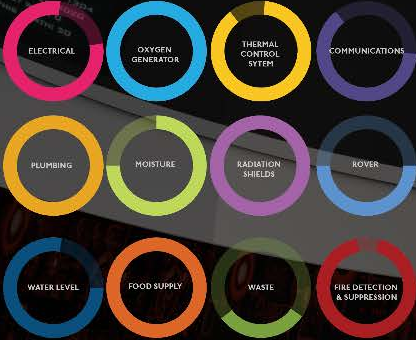 ELECTRICAL
OXYGEN
GENERATOR
THERMAL
CONTROL
SYTEM
COMMUNICATIONS
PLUMBING
MOISTURE
RADIATION
SHIELDS
ROVER
WATER LEVEL
FOOD SUPPLY
WASTE
FIRE DETECTION
& SUPPRESSION